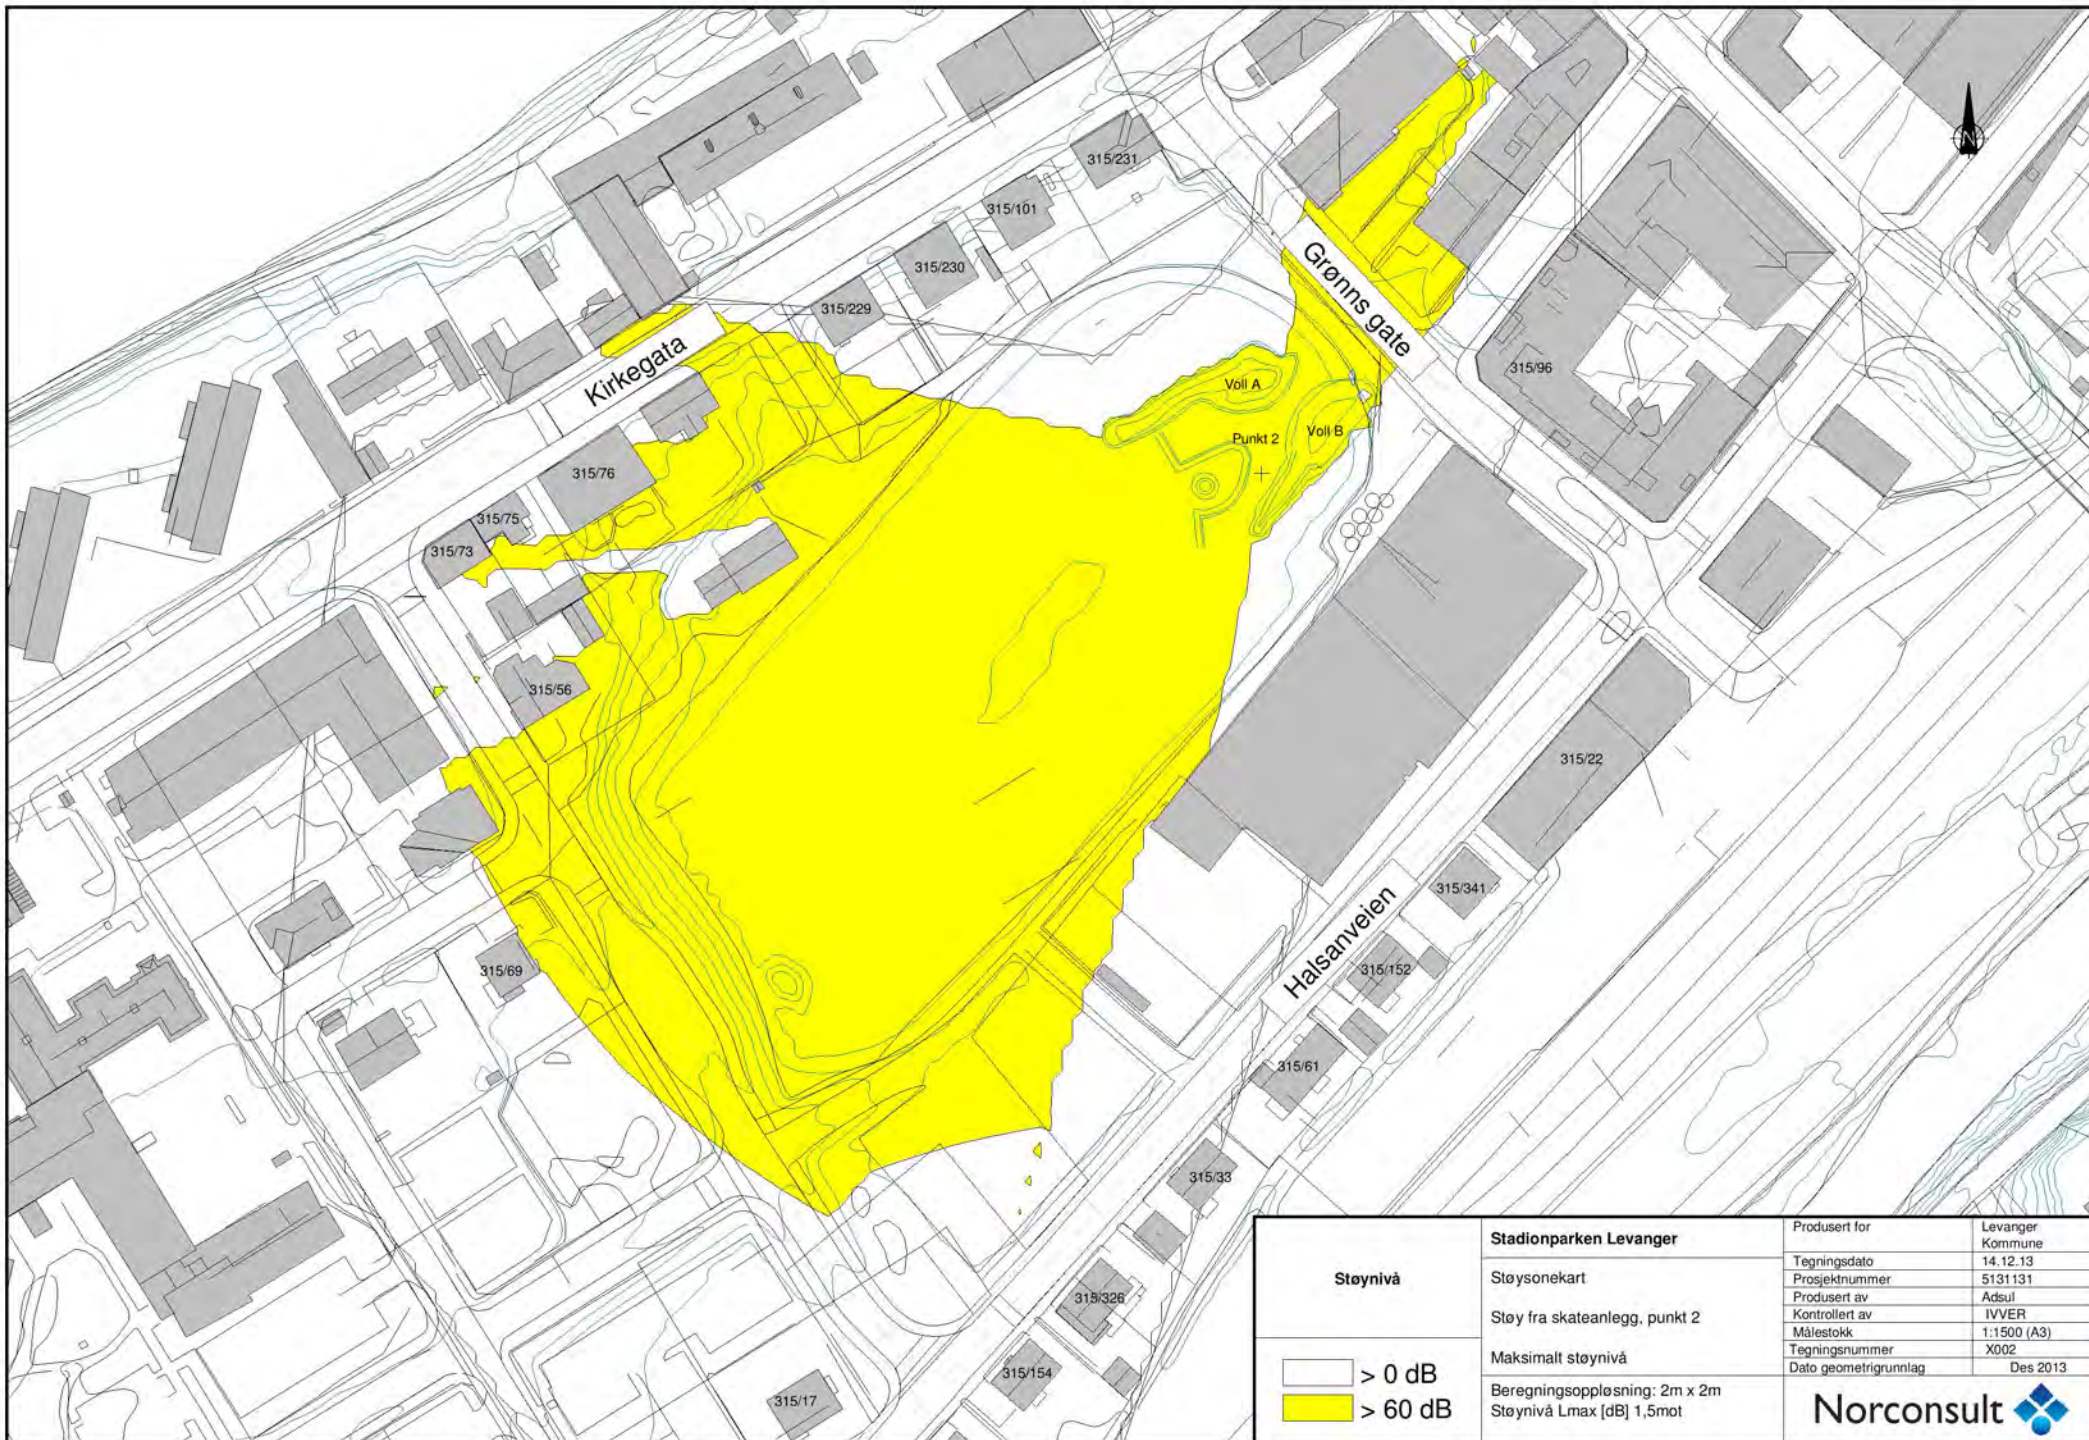 N
315/231
315/101
315/230
315/229
Grønns gate
Kirkegata
315/96
Voll A
Voll B
Punkt 2
315/76
315/75
315/73
315/56
315/22
315/341
Halsanveien
315/69
315/152
315/61
315/33
315/326
315/154
315/17
Støynivå
> 0 dB
> 60 dB
Stadionparken Levanger
Støysonekart
Støy fra skateanlegg, punkt 2
Maksimalt støynivå
Beregningsoppløsning: 2m x 2m
Støynivå Lmax [dB] 1,5mot
Produsert for Levanger
Kommune
Tegningsdato 14.12.13
Prosjektnummer 5131131
Produsert av Adsul
Kontrollert av IVVER
Målestokk 1:1500 (A3)
Tegningsnummer X002
Dato geometrigrunnlag Des 2013
Norconsult